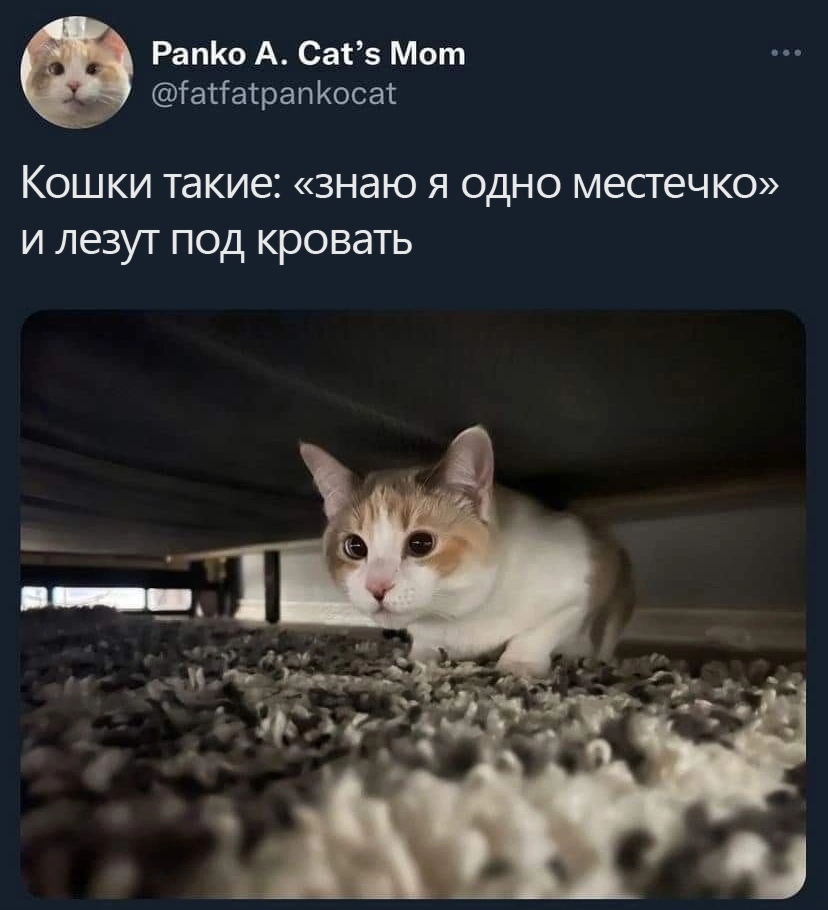 Panko A. Cat's Mom
@fatfatpankocat
Кошки такие: «знаю я одно местечко»
и лезут под кровать